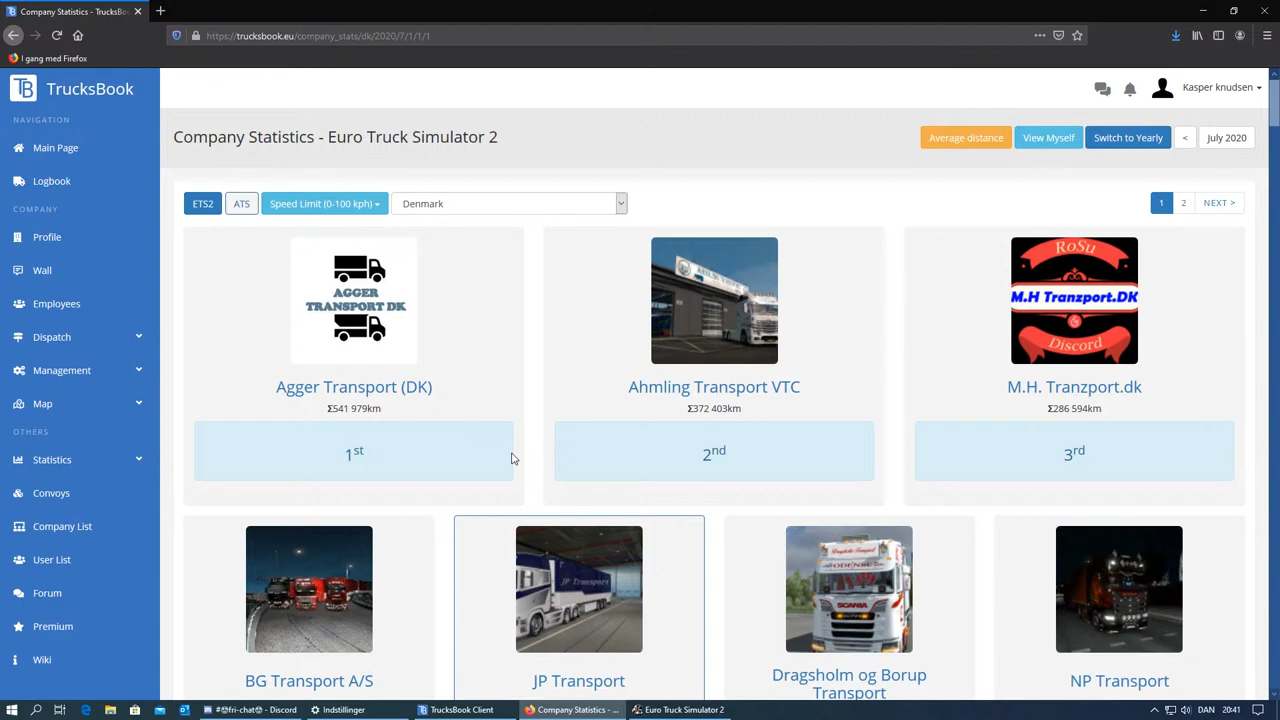 Company Statistics - TrucksBo
https://trucksbook.eu/company_stats/dk/2020/7/1/1/1
I gang med Firefox
TB TrucksBook
Kasper knudsen
NAVIGATION
Main Page
Logbook
COMPANY
Profile
Wall
Employees
Dispatch
Management
Map
OTHERS
Statistics
Convoys
Company List
User List
Forum
Premium
Wiki
Company Statistics - Euro Truck Simulator 2
Average distance View Myself Switch to Yearly < July 2020
ETS2 ATS Speed Limit (0-100 kph) Denmark
1 2 NEXT >
AGGER
TRANSPORT DK
Agger Transport (DK)
Σ541 979km
1st
Ahmling Transport VTC
Σ372 403km
2nd
RoSu
M.H Tranzport.DK
Discord
M.H. Tranzport.dk
Σ286 594km
3rd
BG Transport A/S
JP Transport
JP Transport
ODENSE
SCANIA
Dragsholm og Borup
Transport
NP Transport
#😊fri-chat😊 - Discord Indstillinger TrucksBook Client Company Statistics - ... Euro Truck Simulator 2 DAN 20:41